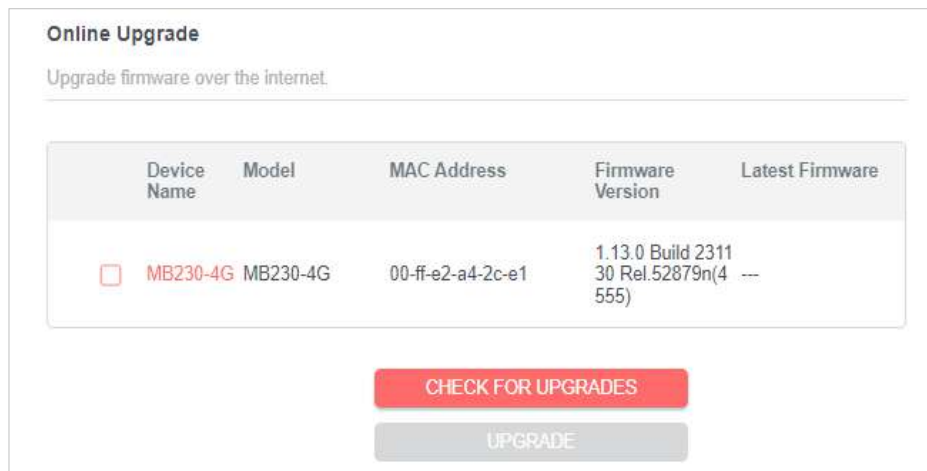 Online Upgrade
Upgrade firmware over the internet.
Device Name Model MAC Address Firmware Version Latest Firmware
MB230-4G MB230-4G 00-ff-e2-a4-2c-e1 1.13.0 Build 2311
30 Rel.52879n(4 ---
555)
CHECK FOR UPGRADES
UPGRADE